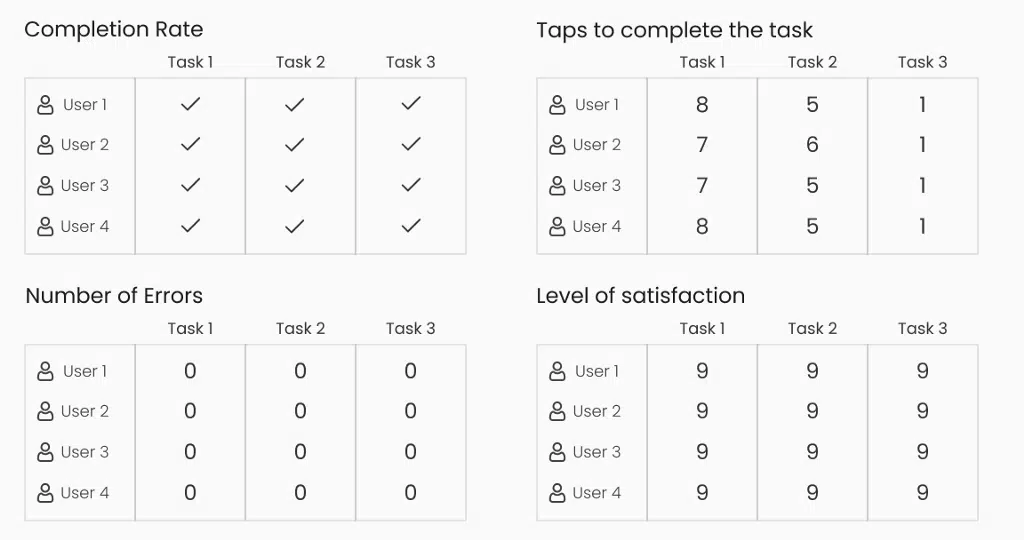 Completion Rate
Task 1 Task 2 Task 3
User 1 ✓ ✓ ✓
User 2 ✓ ✓ ✓
User 3 ✓ ✓ ✓
User 4 ✓ ✓ ✓
Taps to complete the task
Task 1 Task 2 Task 3
User 1 8 5 1
User 2 7 6 1
User 3 7 5 1
User 4 8 5 1
Number of Errors
Task 1 Task 2 Task 3
User 1 0 0 0
User 2 0 0 0
User 3 0 0 0
User 4 0 0 0
Level of satisfaction
Task 1 Task 2 Task 3
User 1 9 9 9
User 2 9 9 9
User 3 9 9 9
User 4 9 9 9